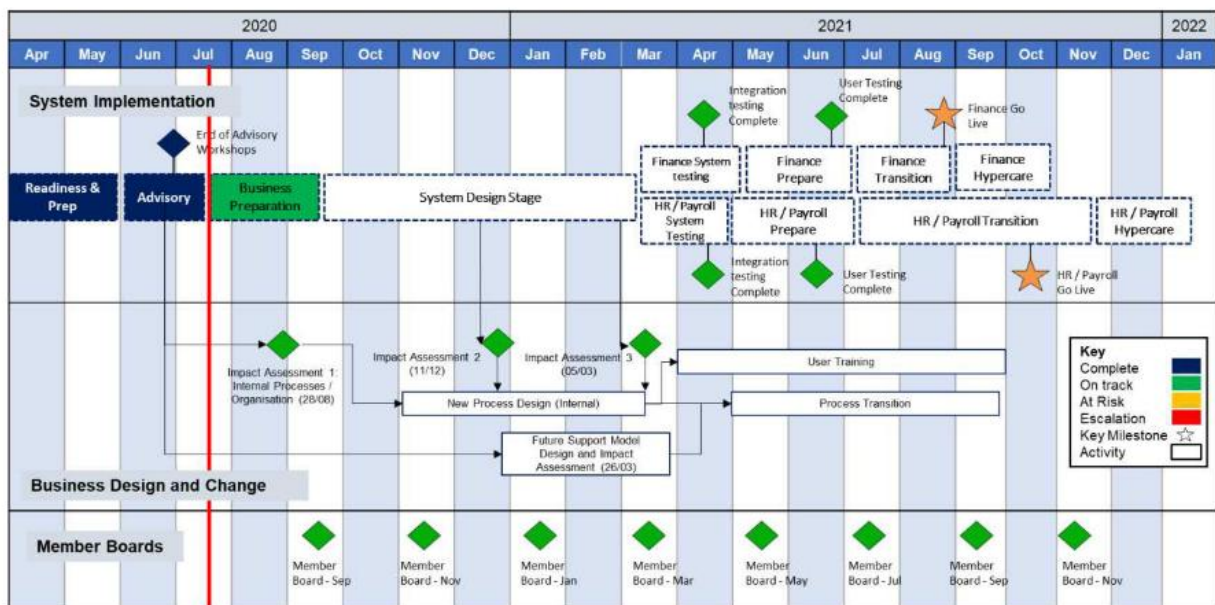 2020
2021
2022
Apr May Jun Jul Aug Sep Oct Nov Dec Jan Feb Mar Apr May Jun Jul Aug Sep Oct Nov Dec Jan
System Implementation
End of Advisory
Workshops
Integration
testing
Complete
User Testing
Complete
Finance Go
Live
Readiness &
Prep
Advisory
Business
Preparation
System Design Stage
Finance System
testing
Finance
Prepare
Finance
Transition
Finance
Hypercare
HR / Payroll
System
Testing
HR / Payroll
Prepare
HR / Payroll Transition
HR / Payroll
Hypercare
Integration
testing
Complete
User Testing
Complete
HR / Payroll
Go Live
Impact Assessment 1:
Internal Processes /
Organisation (28/08)
Impact Assessment 2
(11/12)
Impact Assessment 3
(05/03)
User Training
New Process Design (Internal)
Process Transition
Future Support Model
Design and Impact
Assessment (26/03)
Key
Complete
On track
At Risk
Escalation
Key Milestone
Activity
Business Design and Change
Member Boards
Member
Board - Sep
Member
Board - Nov
Member
Board - Jan
Member
Board - Mar
Member
Board - May
Member
Board - Jul
Member
Board - Sep
Member
Board - Nov